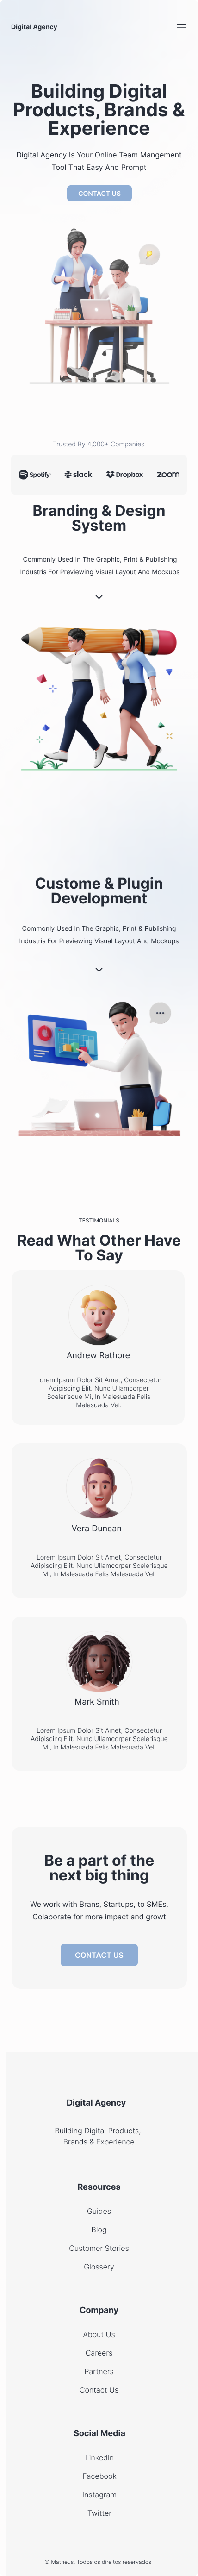 Digital Agency
Building Digital
Products, Brands &
Experience
Digital Agency Is Your Online Team Mangement
Tool That Easy And Prompt
CONTACT US
Trusted By 4,000+ Companies
Spotify slack Dropbox zoom
Branding & Design
System
Commonly Used In The Graphic, Print & Publishing
Industris For Previewing Visual Layout And Mockups
Custome & Plugin
Development
Commonly Used In The Graphic, Print & Publishing
Industris For Previewing Visual Layout And Mockups
TESTIMONIALS
Read What Other Have
To Say
Andrew Rathore
Lorem Ipsum Dolor Sit Amet, Consectetur
Adipiscing Elit. Nunc Ullamcorper
Scelerisque Mi, In Malesuada Felis
Malesuada Vel.
Vera Duncan
Lorem Ipsum Dolor Sit Amet, Consectetur
Adipiscing Elit. Nunc Ullamcorper Scelerisque
Mi, In Malesuada Felis Malesuada Vel.
Mark Smith
Lorem Ipsum Dolor Sit Amet, Consectetur
Adipiscing Elit. Nunc Ullamcorper Scelerisque
Mi, In Malesuada Felis Malesuada Vel.
Be a part of the
next big thing
We work with Brans, Startups, to SMEs.
Colaborate for more impact and growt
CONTACT US
Digital Agency
Building Digital Products,
Brands & Experience
Resources
Guides
Blog
Customer Stories
Glossery
Company
About Us
Careers
Partners
Contact Us
Social Media
LinkedIn
Facebook
Instagram
Twitter
© Matheus. Todos os direitos reservados